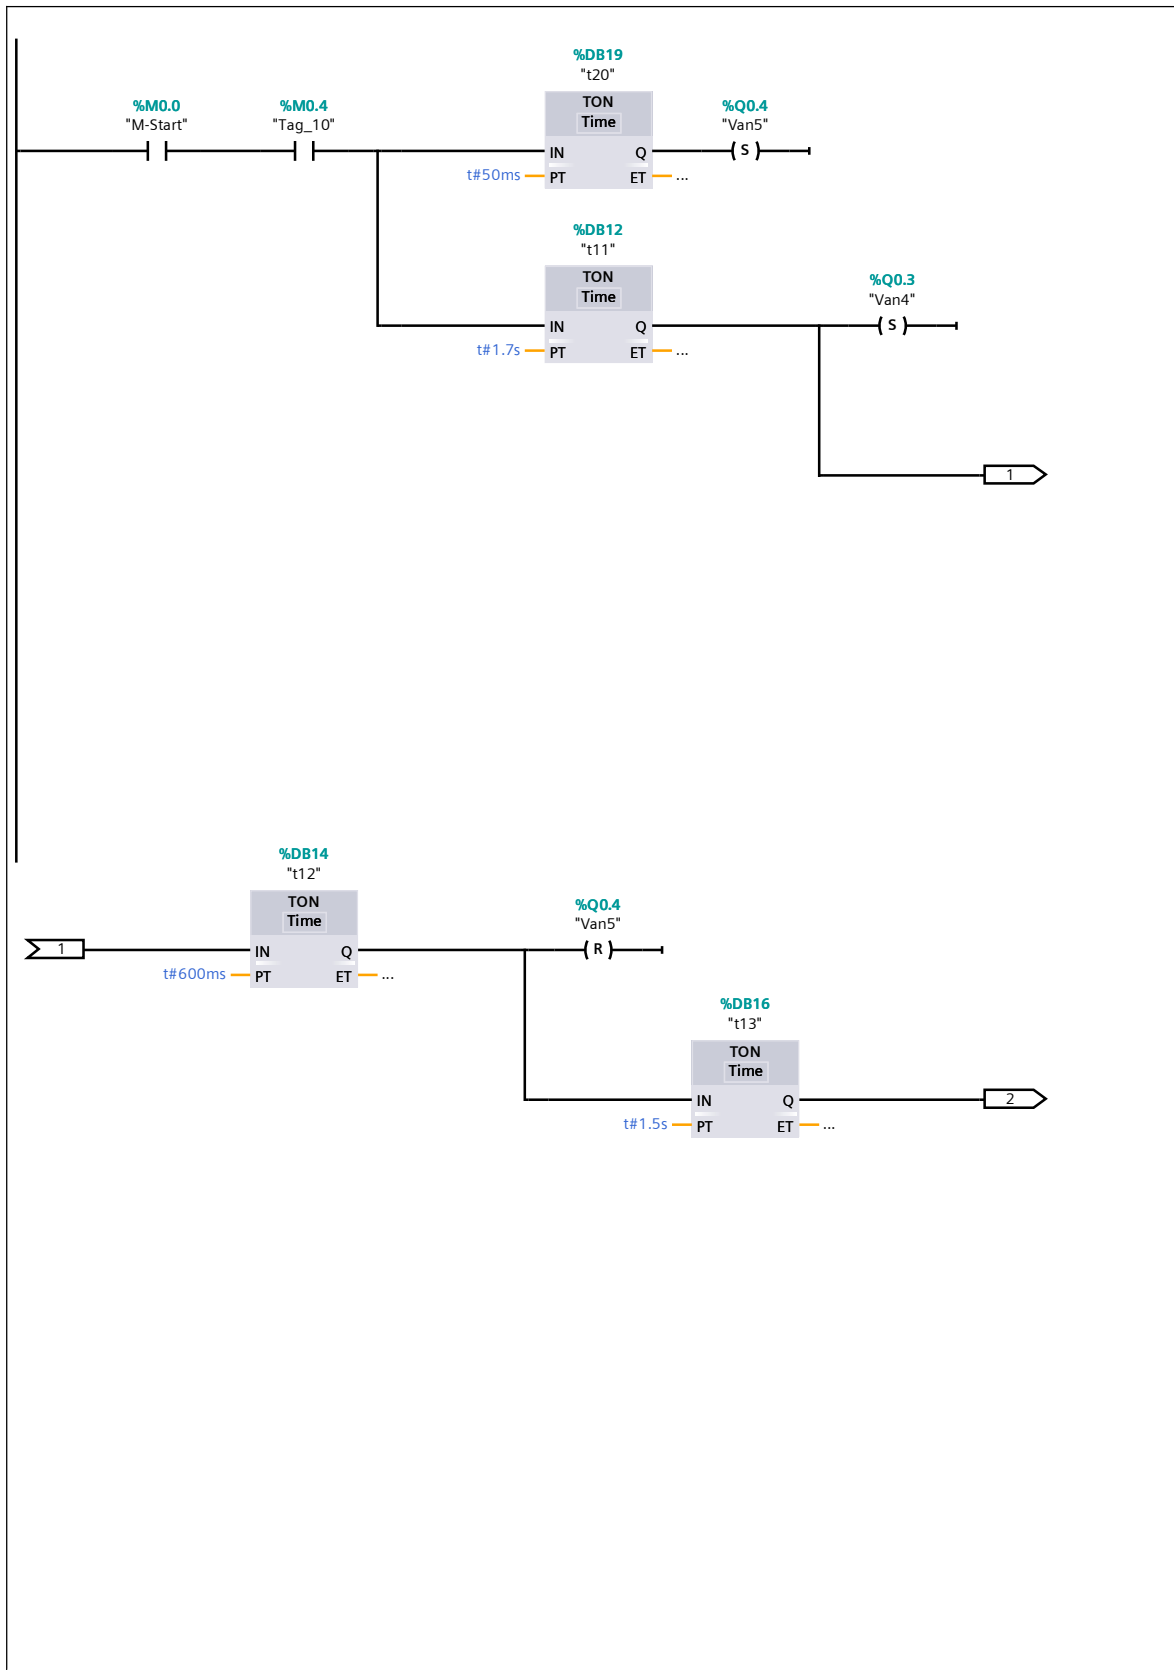 %DB19
"t20"
%M0.0
"M-Start"
%M0.4
"Tag_10"
TON
Time
%Q0.4
"Van5"
IN
Q
S
t#50ms
PT
ET
...
%DB12
"t11"
TON
Time
%Q0.3
"Van4"
IN
Q
S
t#1.7s
PT
ET
...
1
%DB14
"t12"
TON
Time
%Q0.4
"Van5"
1
IN
Q
R
t#600ms
PT
ET
...
%DB16
"t13"
TON
Time
IN
Q
2
t#1.5s
PT
ET
...